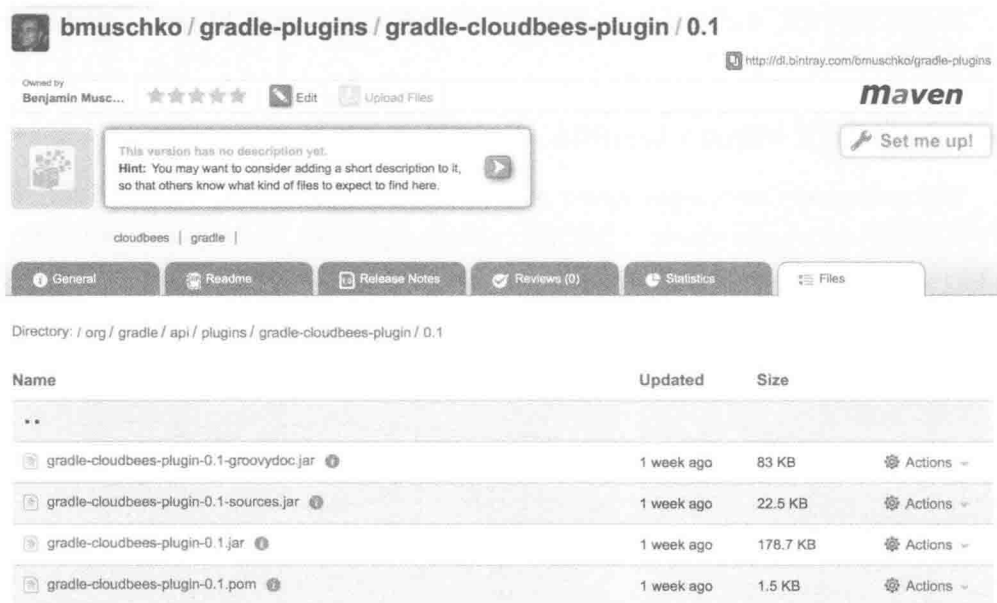 bmuschko / gradle-plugins / gradle-cloudbees-plugin / 0.1
http://dl.bintray.com/bmuschko/gradle-plugins
Owned by
Benjamin Musc... Edit Upload Files
maven
Set me up!
This version has no description yet.
Hint: You may want to consider adding a short description to it,
so that others know what kind of files to expect to find here.
cloudbees | gradle |
General Readme Release Notes Reviews (0) Statistics Files
Directory: / org / gradle / api / plugins / gradle-cloudbees-plugin / 0.1
Name Updated Size
..
gradle-cloudbees-plugin-0.1-groovydoc.jar 1 week ago 83 KB Actions
gradle-cloudbees-plugin-0.1-sources.jar 1 week ago 22.5 KB Actions
gradle-cloudbees-plugin-0.1.jar 1 week ago 178.7 KB Actions
gradle-cloudbees-plugin-0.1.pom 1 week ago 1.5 KB Actions